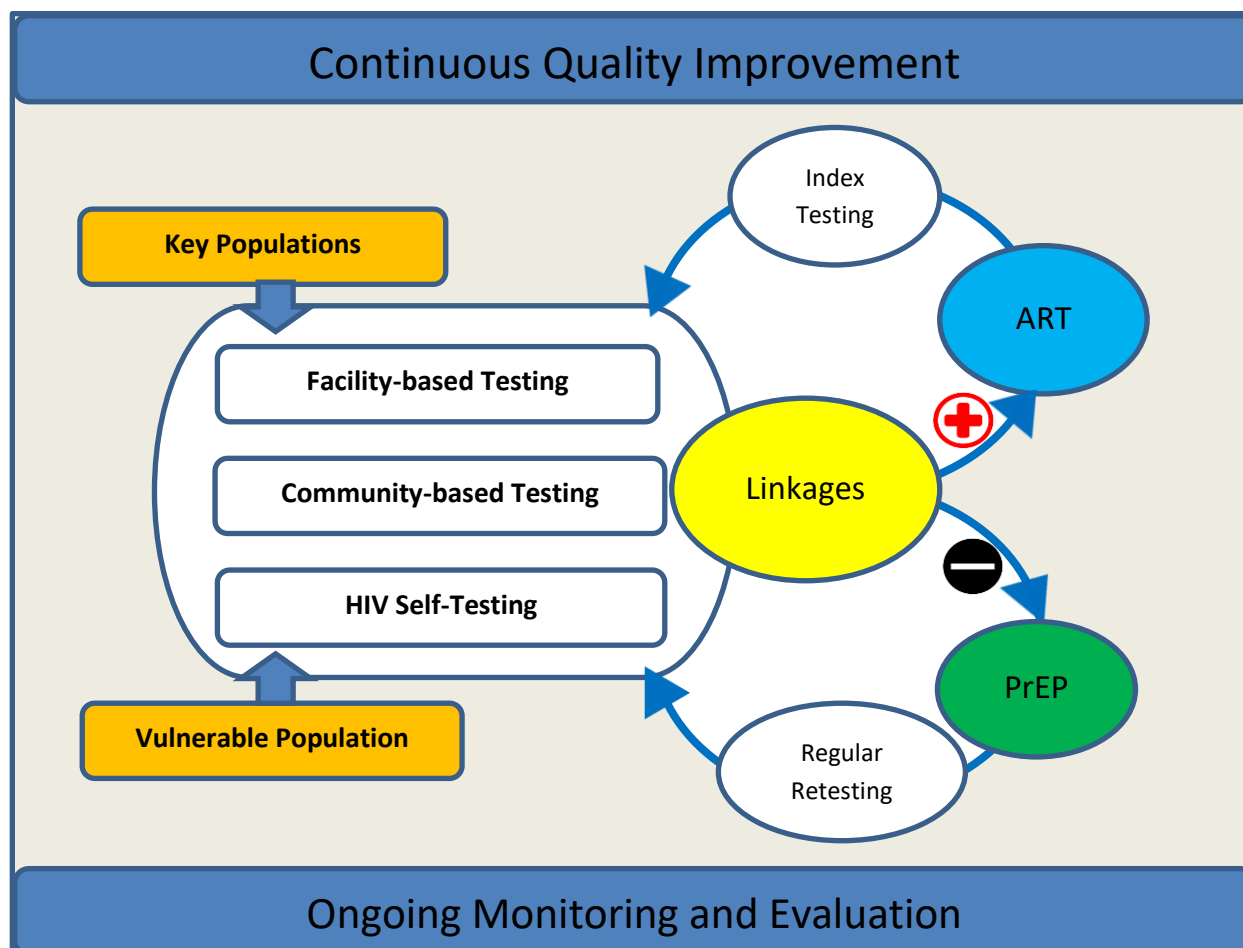 Continuous Quality Improvement
Index
Testing
Key Populations
ART
Facility-based Testing
Linkages
Community-based Testing
HIV Self-Testing
PrEP
Vulnerable Population
Regular
Retesting
Ongoing Monitoring and Evaluation